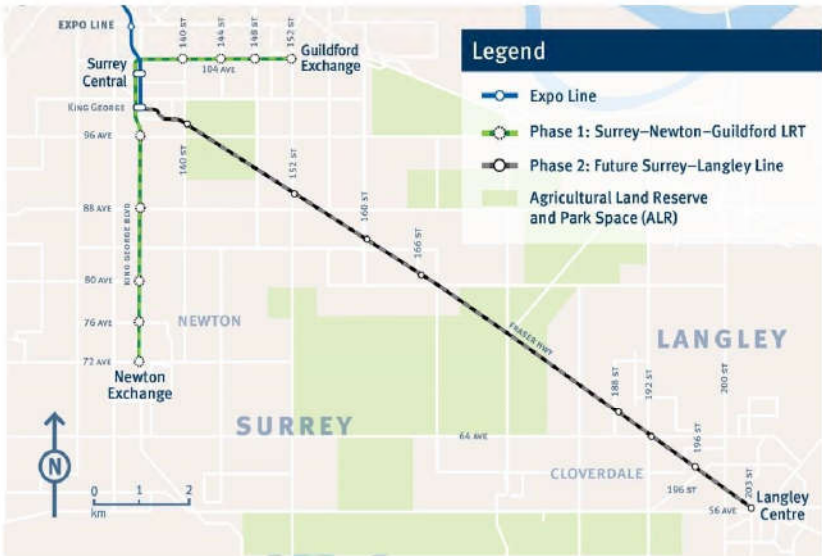 EXPO LINE
140 ST
144 ST
148 ST
152 ST
Guildford
Exchange
Surrey
Central
104 AVE
KING GEORGE
96 AVE
160 ST
152 ST
160 ST
166 ST
88 AVE
KING GEORGE BLVD
80 AVE
76 AVE
NEWTON
72 AVE
Newton
Exchange
FRASER HWY
LANGLEY
188 ST
192 ST
200 ST
SURREY
64 AVE
196 ST
CLOVERDALE
196 ST
203 ST
56 AVE
Langley
Centre
N
0 1 2
km
Legend
Expo Line
Phase 1: Surrey–Newton–Guildford LRT
Phase 2: Future Surrey–Langley Line
Agricultural Land Reserve
and Park Space (ALR)